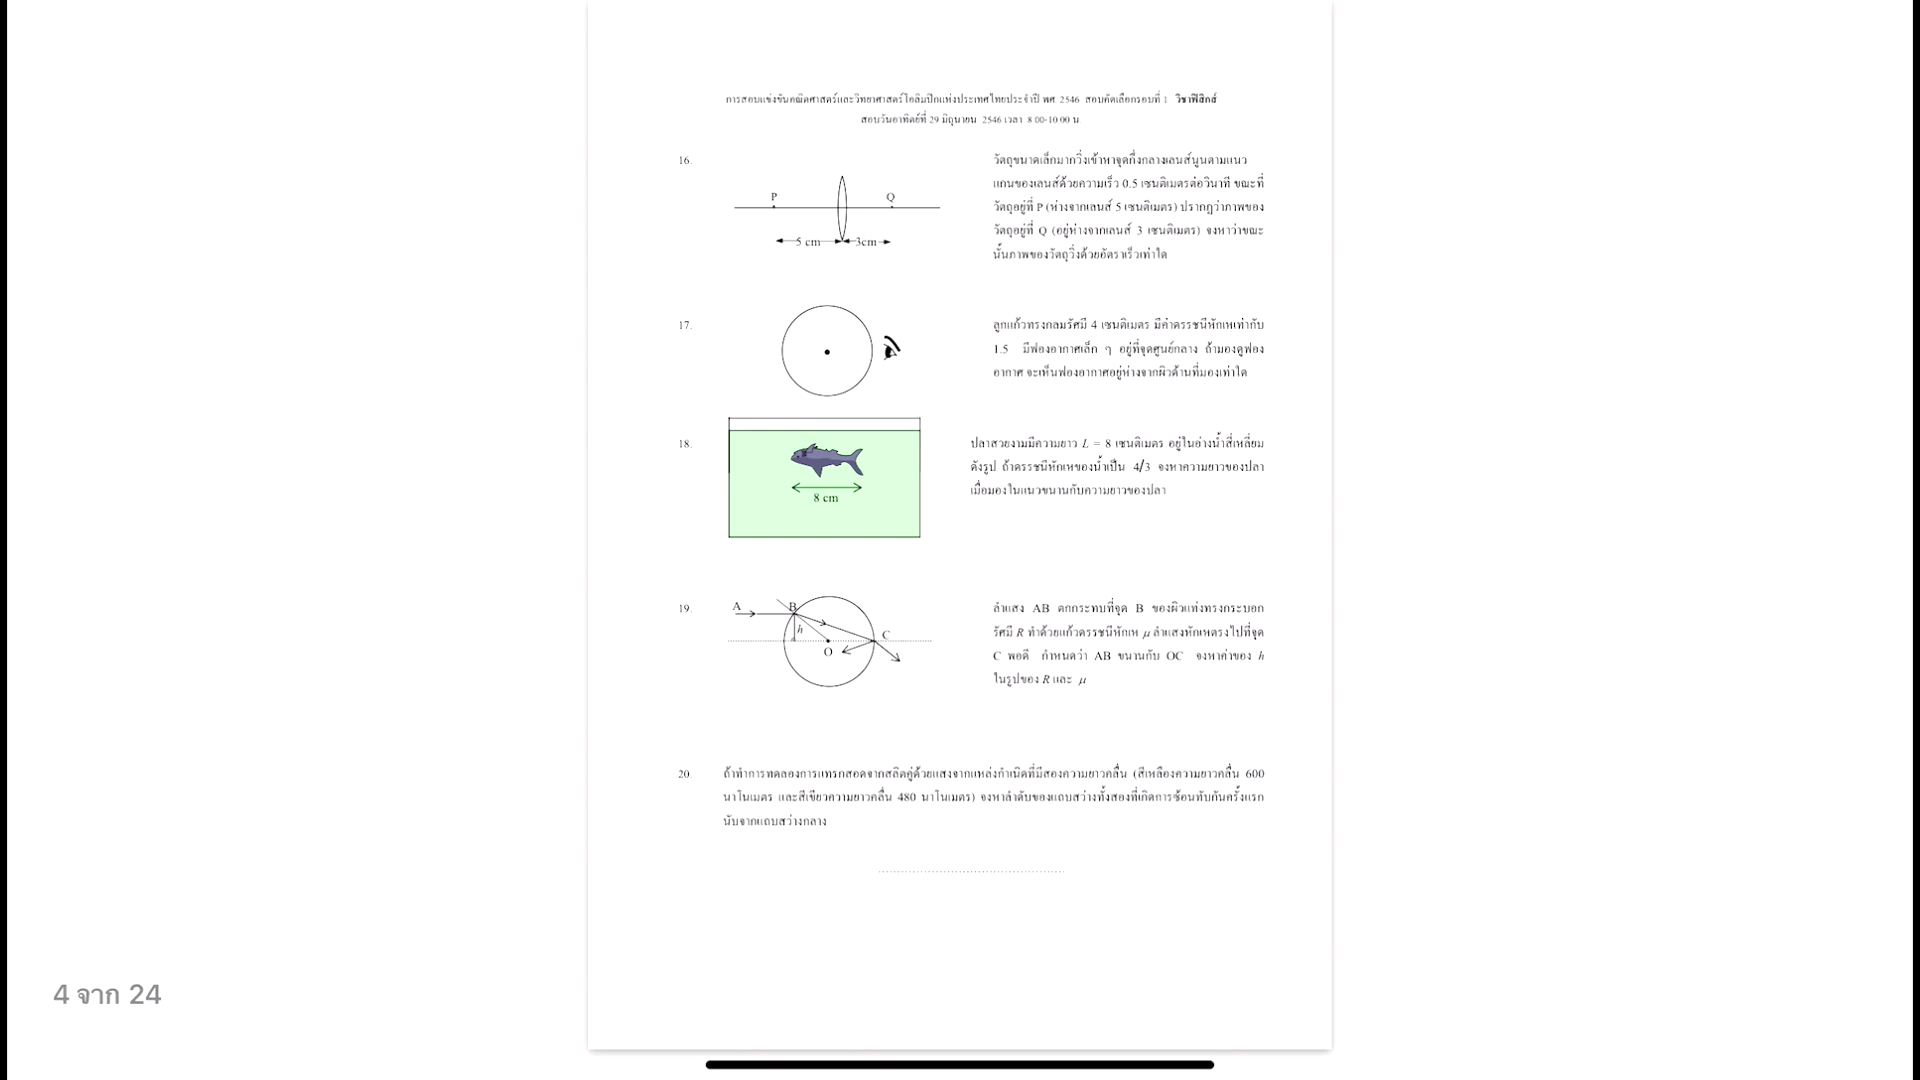 การสอบแข่งขันคณิตศาสตร์และวิทยาศาสตร์โอลิมปิกแห่งประเทศไทยประจำปี พศ. 2546 สอบคัดเลือกรอบที่ 1 วิชาฟิสิกส์
สอบวันอาทิตย์ที่ 29 มิถุนายน 2546 เวลา 8.00-10.00 น.
16.
P
Q
5 cm
3cm
วัตถุขนาดเล็กมากวิ่งเข้าหาจุดกึ่งกลางเลนส์นูนตามแนว
แกนของเลนส์ด้วยความเร็ว 0.5 เซนติเมตรต่อวินาที ขณะที่
วัตถุอยู่ที่ P (ห่างจากเลนส์ 5 เซนติเมตร) ปรากฏว่าภาพของ
วัตถุอยู่ที่ Q (อยู่ห่างจากเลนส์ 3 เซนติเมตร) จงหาว่าขณะ
นั้นภาพของวัตถุวิ่งด้วยอัตราเร็วเท่าใด
17.
ลูกแก้วทรงกลมรัศมี 4 เซนติเมตร มีค่าดรรชนีหักเหเท่ากับ
1.5 มีฟองอากาศเล็ก ๆ อยู่ที่จุดศูนย์กลาง ถ้ามองดูฟอง
อากาศ จะเห็นฟองอากาศอยู่ห่างจากผิวด้านที่มองเท่าใด
18.
8 cm
ปลาสวยงามมีความยาว L = 8 เซนติเมตร อยู่ในอ่างน้ำสี่เหลี่ยม
ดังรูป ถ้าดรรชนีหักเหของน้ำเป็น 4/3 จงหาความยาวของปลา
เมื่อมองในแนวขนานกับความยาวของปลา
19.
A
B
h
C
O
ลำแสง AB ตกกระทบที่จุด B ของผิวแท่งทรงกระบอก
รัศมี R ทำด้วยแก้วดรรชนีหักเห μ ลำแสงหักเหตรงไปที่จุด
C พอดี กำหนดว่า AB ขนานกับ OC จงหาค่าของ h
ในรูปของ R และ μ
20.
ถ้าทำการทดลองการแทรกสอดจากสลิตคู่ด้วยแสงจากแหล่งกำเนิดที่มีสองความยาวคลื่น (สีเหลืองความยาวคลื่น 600
นาโนเมตร และสีเขียวความยาวคลื่น 480 นาโนเมตร) จงหาลำดับของแถบสว่างทั้งสองที่เกิดการซ้อนทับกันครั้งแรก
นับจากแถบสว่างกลาง
4 จาก 24